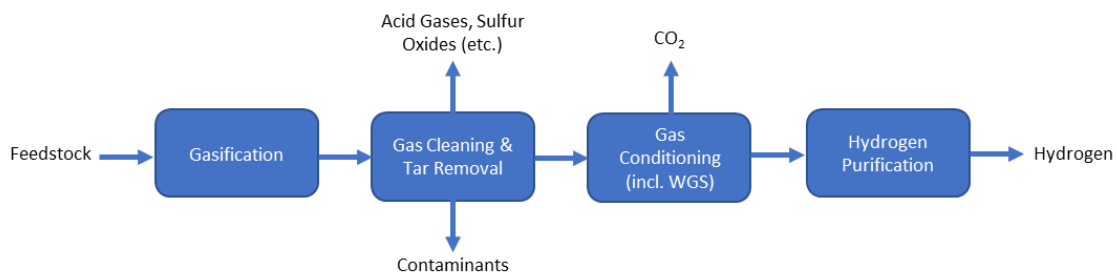 Acid Gases, Sulfur
Oxides (etc.)
CO₂
Feedstock
Gasification
Gas Cleaning &
Tar Removal
Gas
Conditioning
(incl. WGS)
Hydrogen
Purification
Hydrogen
Contaminants